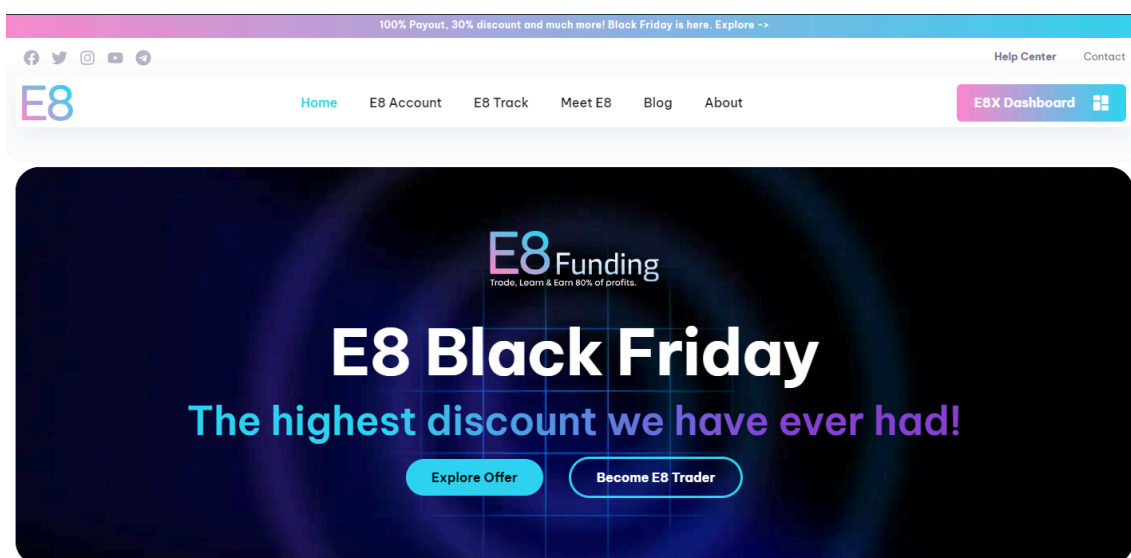 100% Payout, 30% discount and much more! Black Friday is here. Explore ->
Help Center Contact
E8
Home E8 Account E8 Track Meet E8 Blog About
E8X Dashboard
E8 Funding
Trade, Learn & Earn 80% of profits.
E8 Black Friday
The highest discount we have ever had!
Explore Offer Become E8 Trader